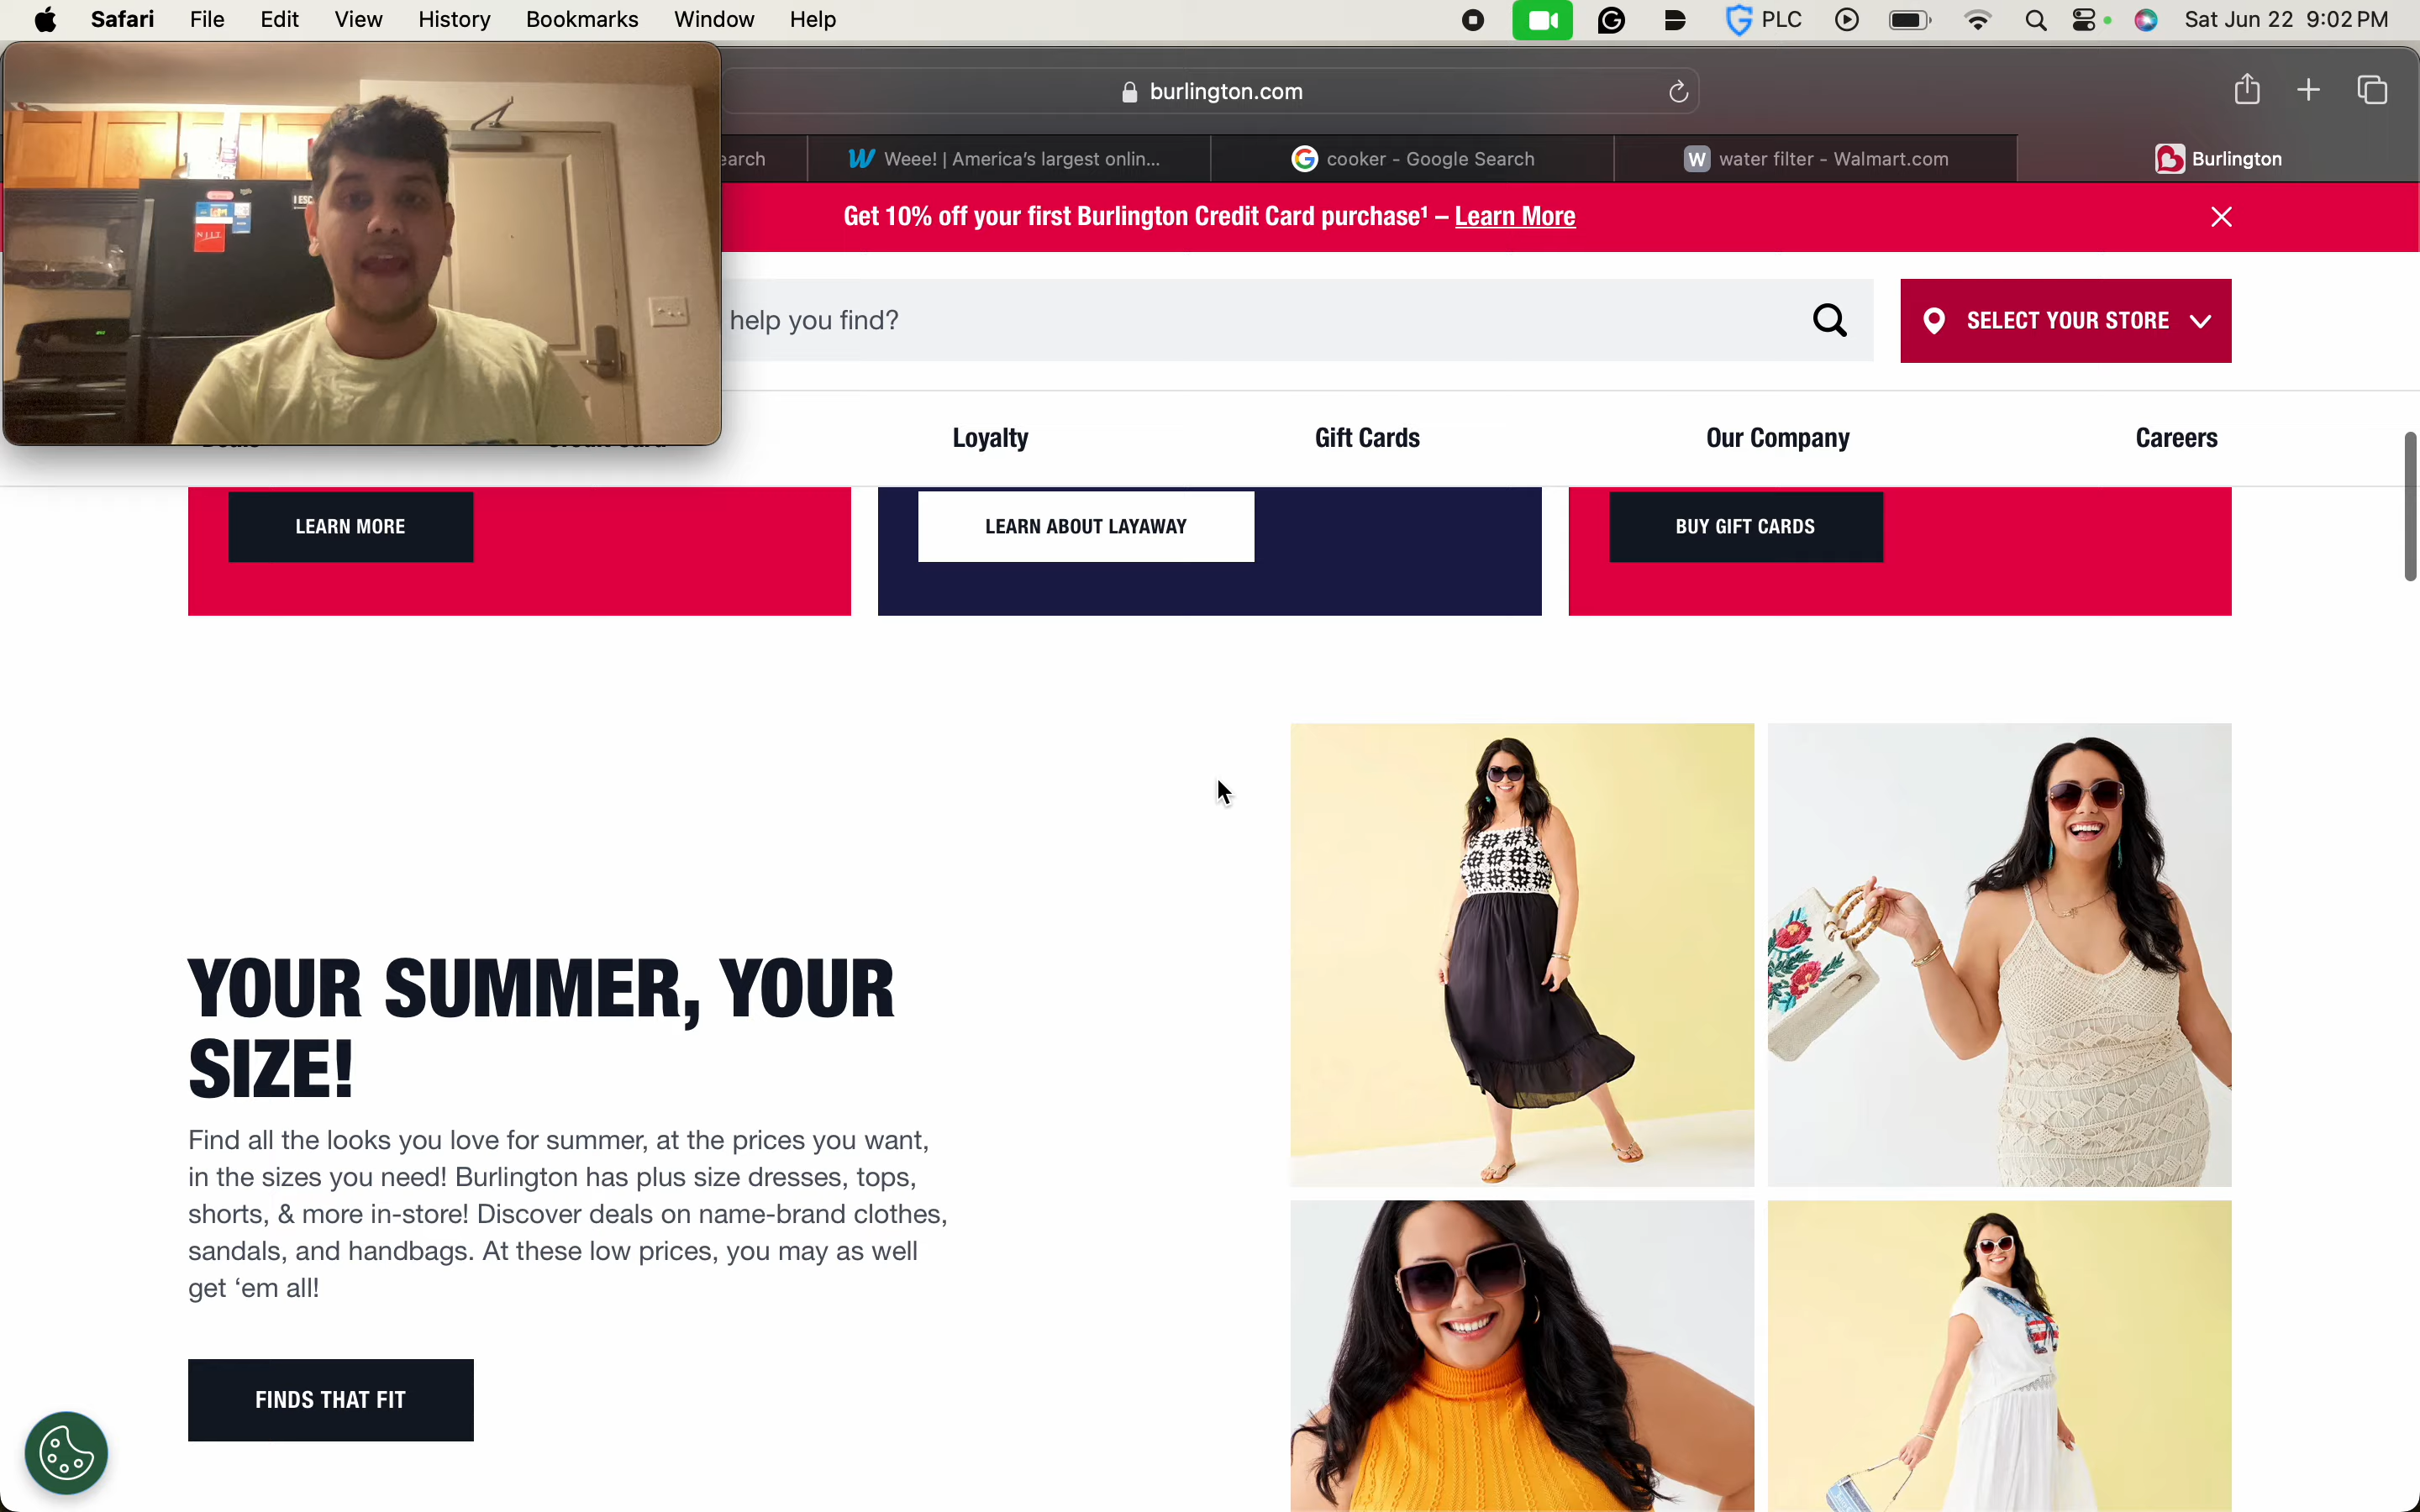 Safari File Edit View History Bookmarks Window Help PLC Sat Jun 22 9:02 PM
burlington.com
earch Weee! | America's largest onlin... cooker - Google Search W water filter - Walmart.com Burlington
Get 10% off your first Burlington Credit Card purchase¹ – Learn More
help you find?
SELECT YOUR STORE
NIIT
I ESC
Loyalty Gift Cards Our Company Careers
LEARN MORE
LEARN ABOUT LAYAWAY
BUY GIFT CARDS
YOUR SUMMER, YOUR
SIZE!
Find all the looks you love for summer, at the prices you want,
in the sizes you need! Burlington has plus size dresses, tops,
shorts, & more in-store! Discover deals on name-brand clothes,
sandals, and handbags. At these low prices, you may as well
get ‘em all!
FINDS THAT FIT